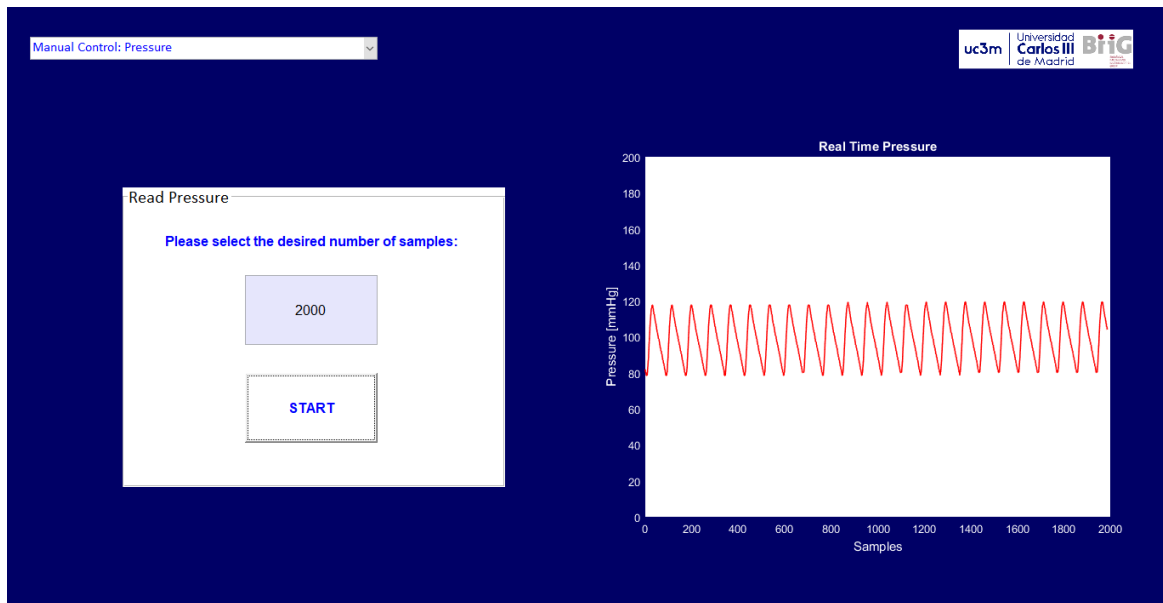 Manual Control: Pressure
uc3m
Universidad
Carlos III
de Madrid
BiiG
Read Pressure
Please select the desired number of samples:
2000
START
Real Time Pressure
200
180
160
140
120
100
80
60
40
20
0
Pressure [mmHg]
0 200 400 600 800 1000 1200 1400 1600 1800 2000
Samples